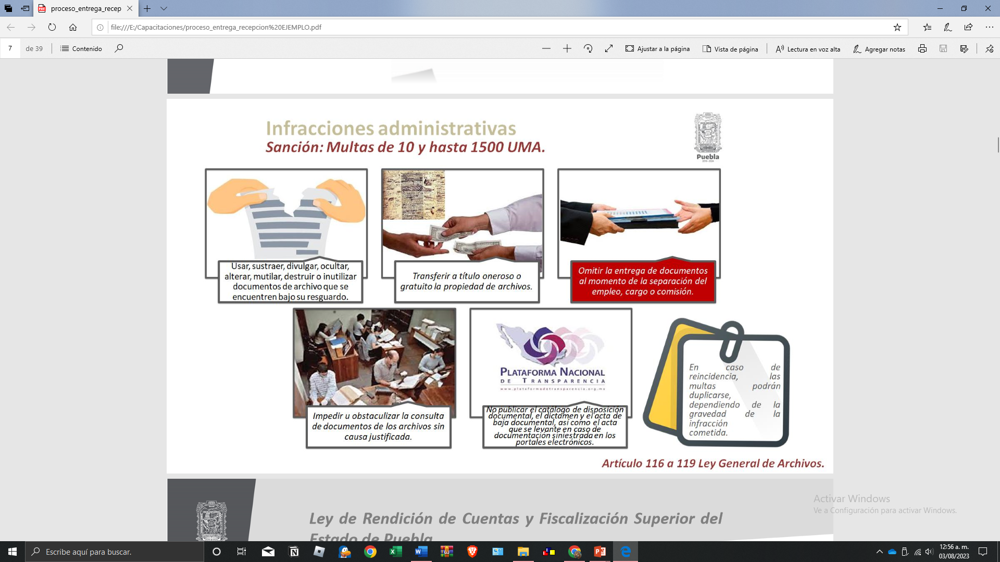 proceso_entrega_recep
file:///E:/Capacitaciones/proceso_entrega_recepcion%20EJEMPLO.pdf
7 de 39
Contenido
Ajustar a la página
Vista de página
Lectura en voz alta
Agregar notas
Infracciones administrativas
Sanción: Multas de 10 y hasta 1500 UMA.
Puebla
Usar, sustraer, divulgar, ocultar,
alterar, mutilar, destruir o inutilizar
documentos de archivo que se
encuentren bajo su resguardo.
Transferir a título oneroso o
gratuito la propiedad de archivos.
Omitir la entrega de documentos
al momento de la separación del
empleo, cargo o comisión.
Impedir u obstaculizar la consulta
de documentos de los archivos sin
causa justificada.
PLATAFORMA NACIONAL
DE TRANSPARENCIA
www.plataformadetransparencia.org.mx
No publicar el catálogo de disposición
documental, el dictamen y el acta de
baja documental, así como el acta
que se levante en caso de
documentación siniestrada en los
portales electrónicos.
En caso de
reincidencia, las
multas podrán
duplicarse,
dependiendo de la
gravedad de la
infracción
cometida.
Artículo 116 a 119 Ley General de Archivos.
Ley de Rendición de Cuentas y Fiscalización Superior del
Estado de Puebla
Activar Windows
Ve a Configuración para activar Windows.
Escribe aquí para buscar.
12:56 a. m.
03/08/2023